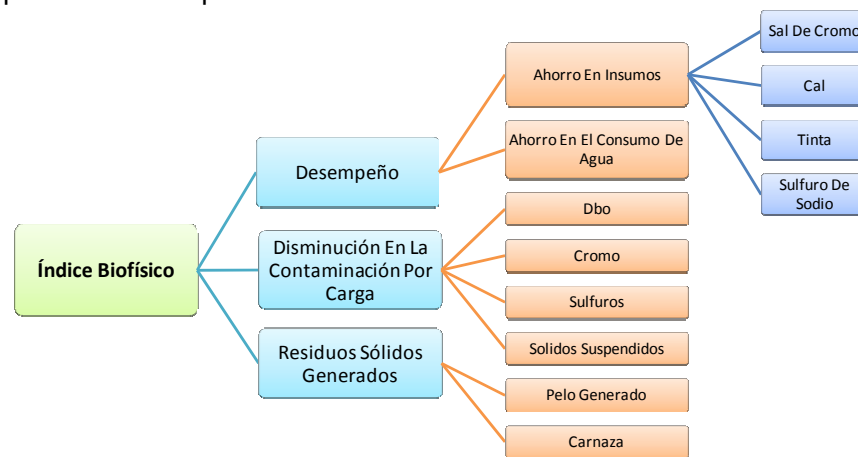 Índice Biofísico
Desempeño
Ahorro En Insumos
Sal De Cromo
Cal
Tinta
Sulfuro De
Sodio
Ahorro En El Consumo De
Agua
Disminución En La
Contaminación Por
Carga
Dbo
Cromo
Sulfuros
Solidos Suspendidos
Residuos Sólidos
Generados
Pelo Generado
Carnaza